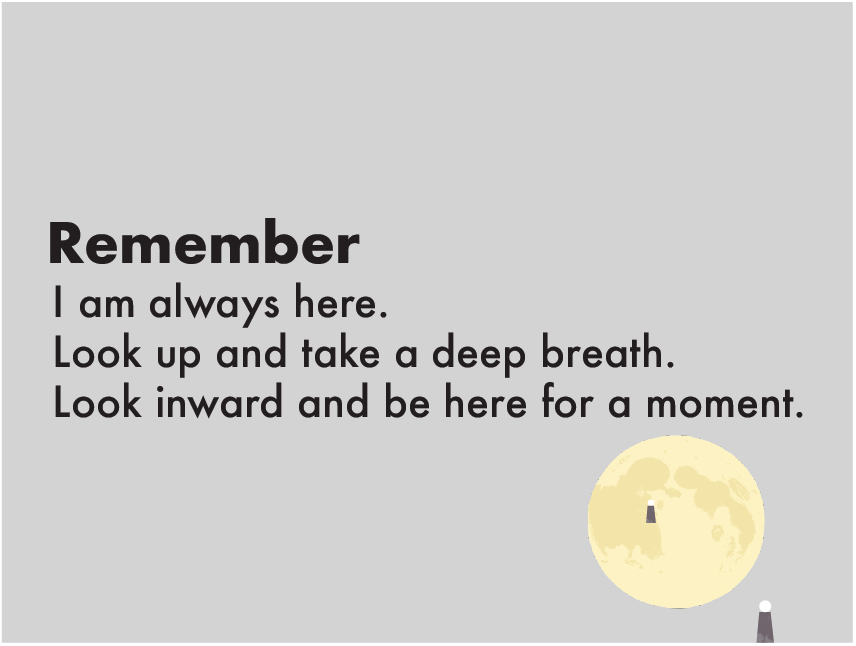 Remember
I am always here.
Look up and take a deep breath.
Look inward and be here for a moment.